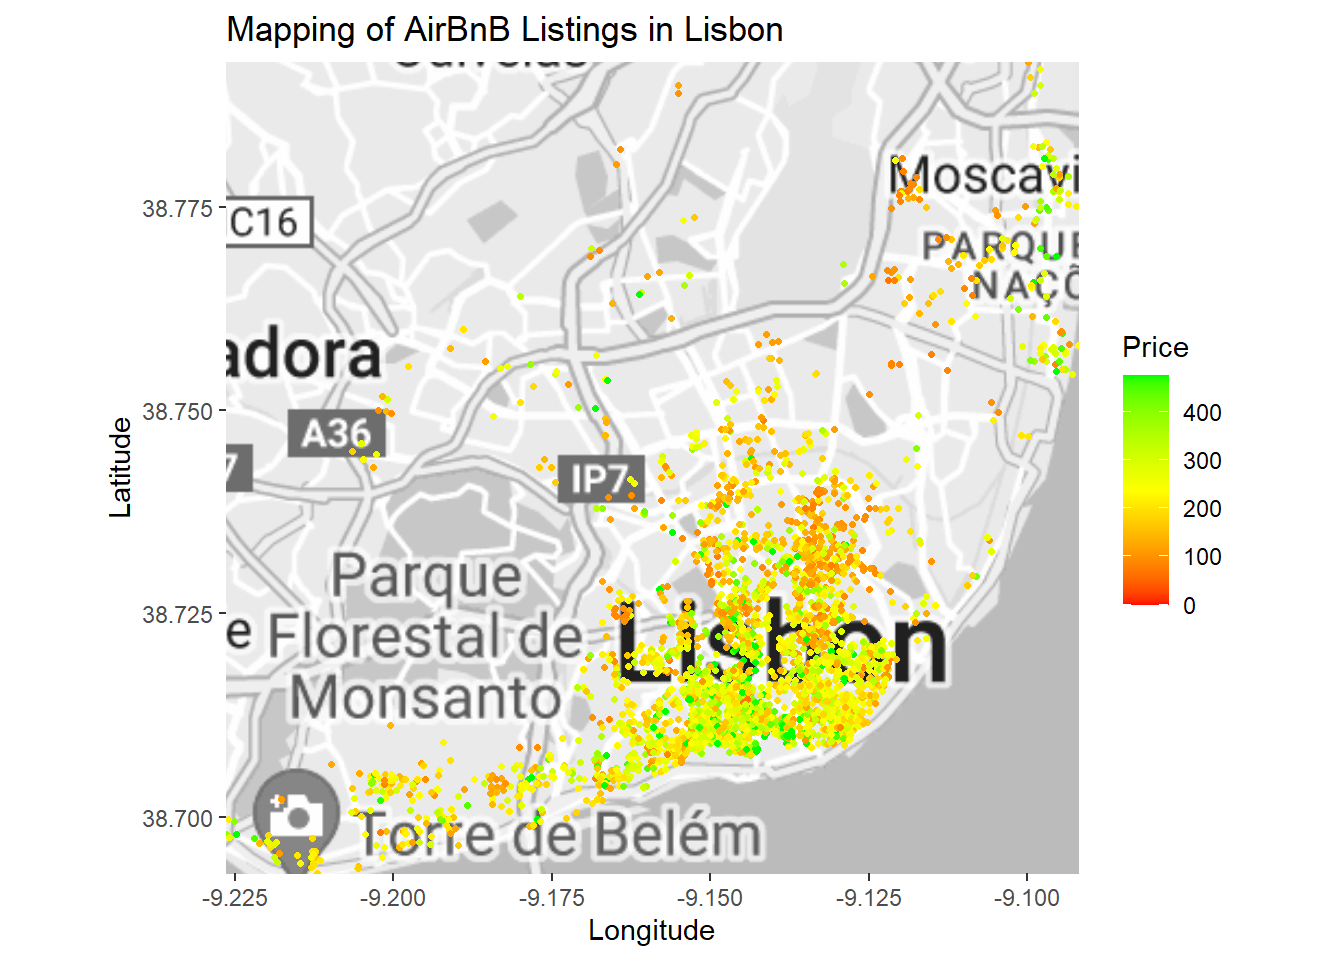 Mapping of AirBnB Listings in Lisbon
Moscavi
C16
38.775
PARQUE
NAÇÕ
adora
38.750
A36
IP7
Parque
38.725
Lisbon
e Florestal de
Monsanto
38.700
Torre de Belém
-9.225
-9.200
-9.175
-9.150
-9.125
-9.100
Longitude
Latitude
Price
400
300
200
100
0
7